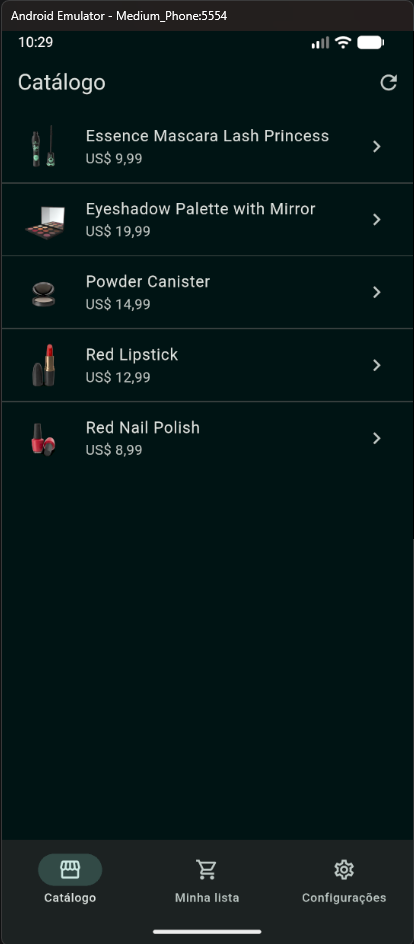 Android Emulator - Medium_Phone:5554
10:29
Catálogo
Essence Mascara Lash Princess
US$ 9,99
Eyeshadow Palette with Mirror
US$ 19,99
Powder Canister
US$ 14,99
Red Lipstick
US$ 12,99
Red Nail Polish
US$ 8,99
Catálogo
Minha lista
Configurações